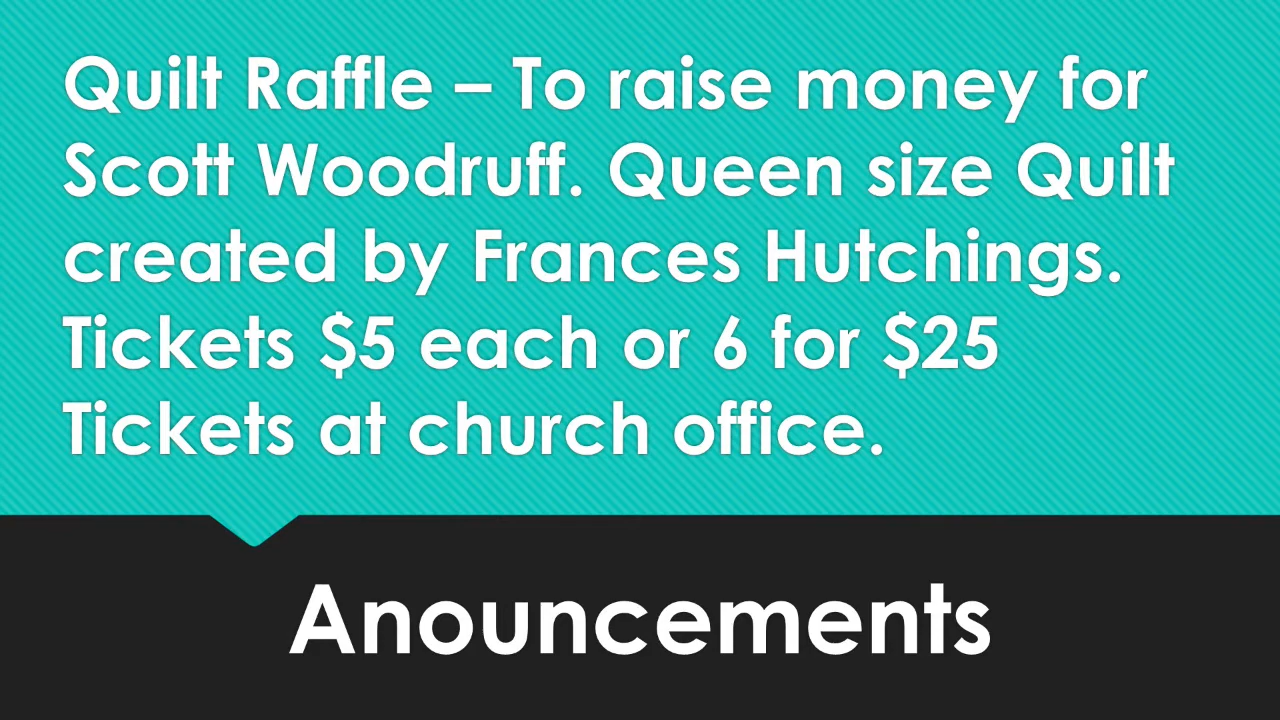 Quilt Raffle – To raise money for
Scott Woodruff. Queen size Quilt
created by Frances Hutchings.
Tickets $5 each or 6 for $25
Tickets at church office.
Anouncements